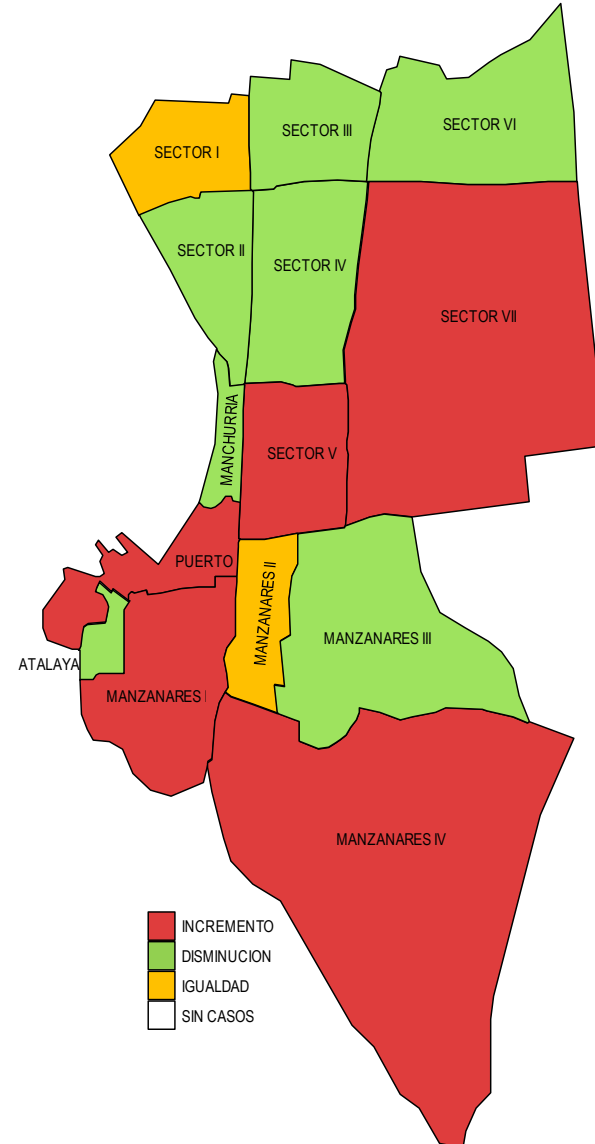 SECTOR VI
SECTOR III
SECTOR I
SECTOR II
SECTOR IV
SECTOR VII
MANCHURRIA
SECTOR V
PUERTO
MANZANARES II
MANZANARES III
ATALAYA
MANZANARES I
MANZANARES IV
INCREMENTO
DISMINUCION
IGUALDAD
SIN CASOS